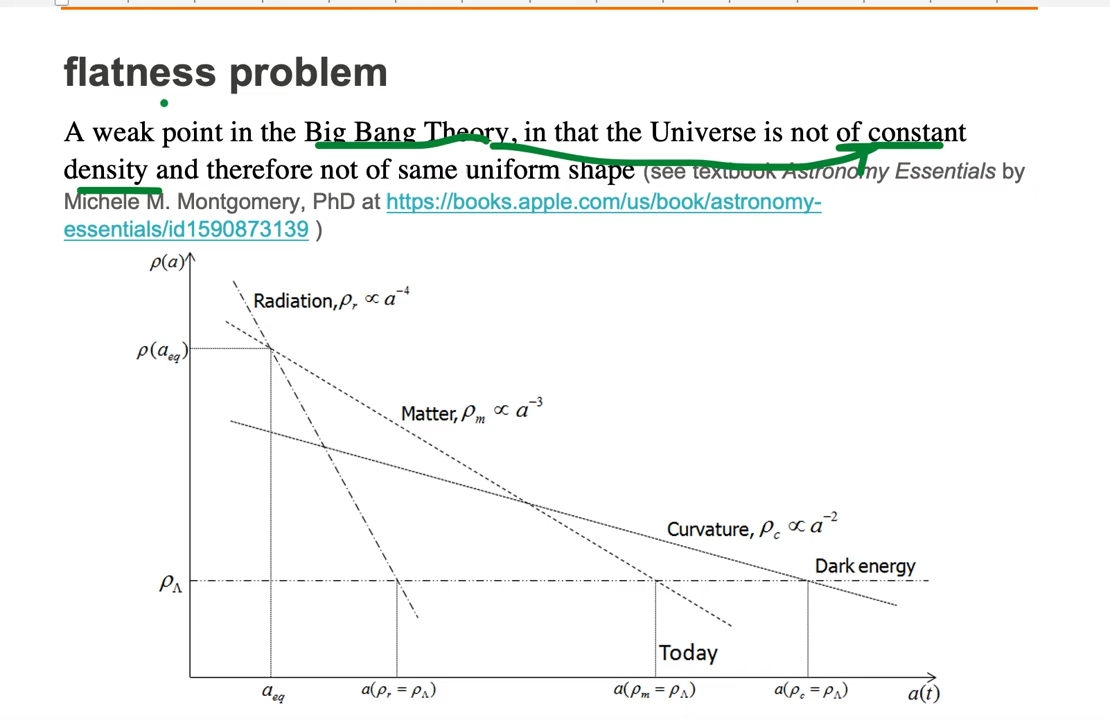 flatness problem
A weak point in the Big Bang Theory, in that the Universe is not of constant
density and therefore not of same uniform shape (see textbook Astronomy Essentials by
Michele M. Montgomery, PhD at https://books.apple.com/us/book/astronomy-
essentials/id1590873139 )
ρ(a)
Radiation, ρr ∝ a⁻⁴
ρ(aeq)
Matter, ρm ∝ a⁻³
Curvature, ρc ∝ a⁻²
Dark energy
ρΛ
Today
aeq a(ρr = ρΛ) a(ρm = ρΛ) a(ρc = ρΛ) a(t)